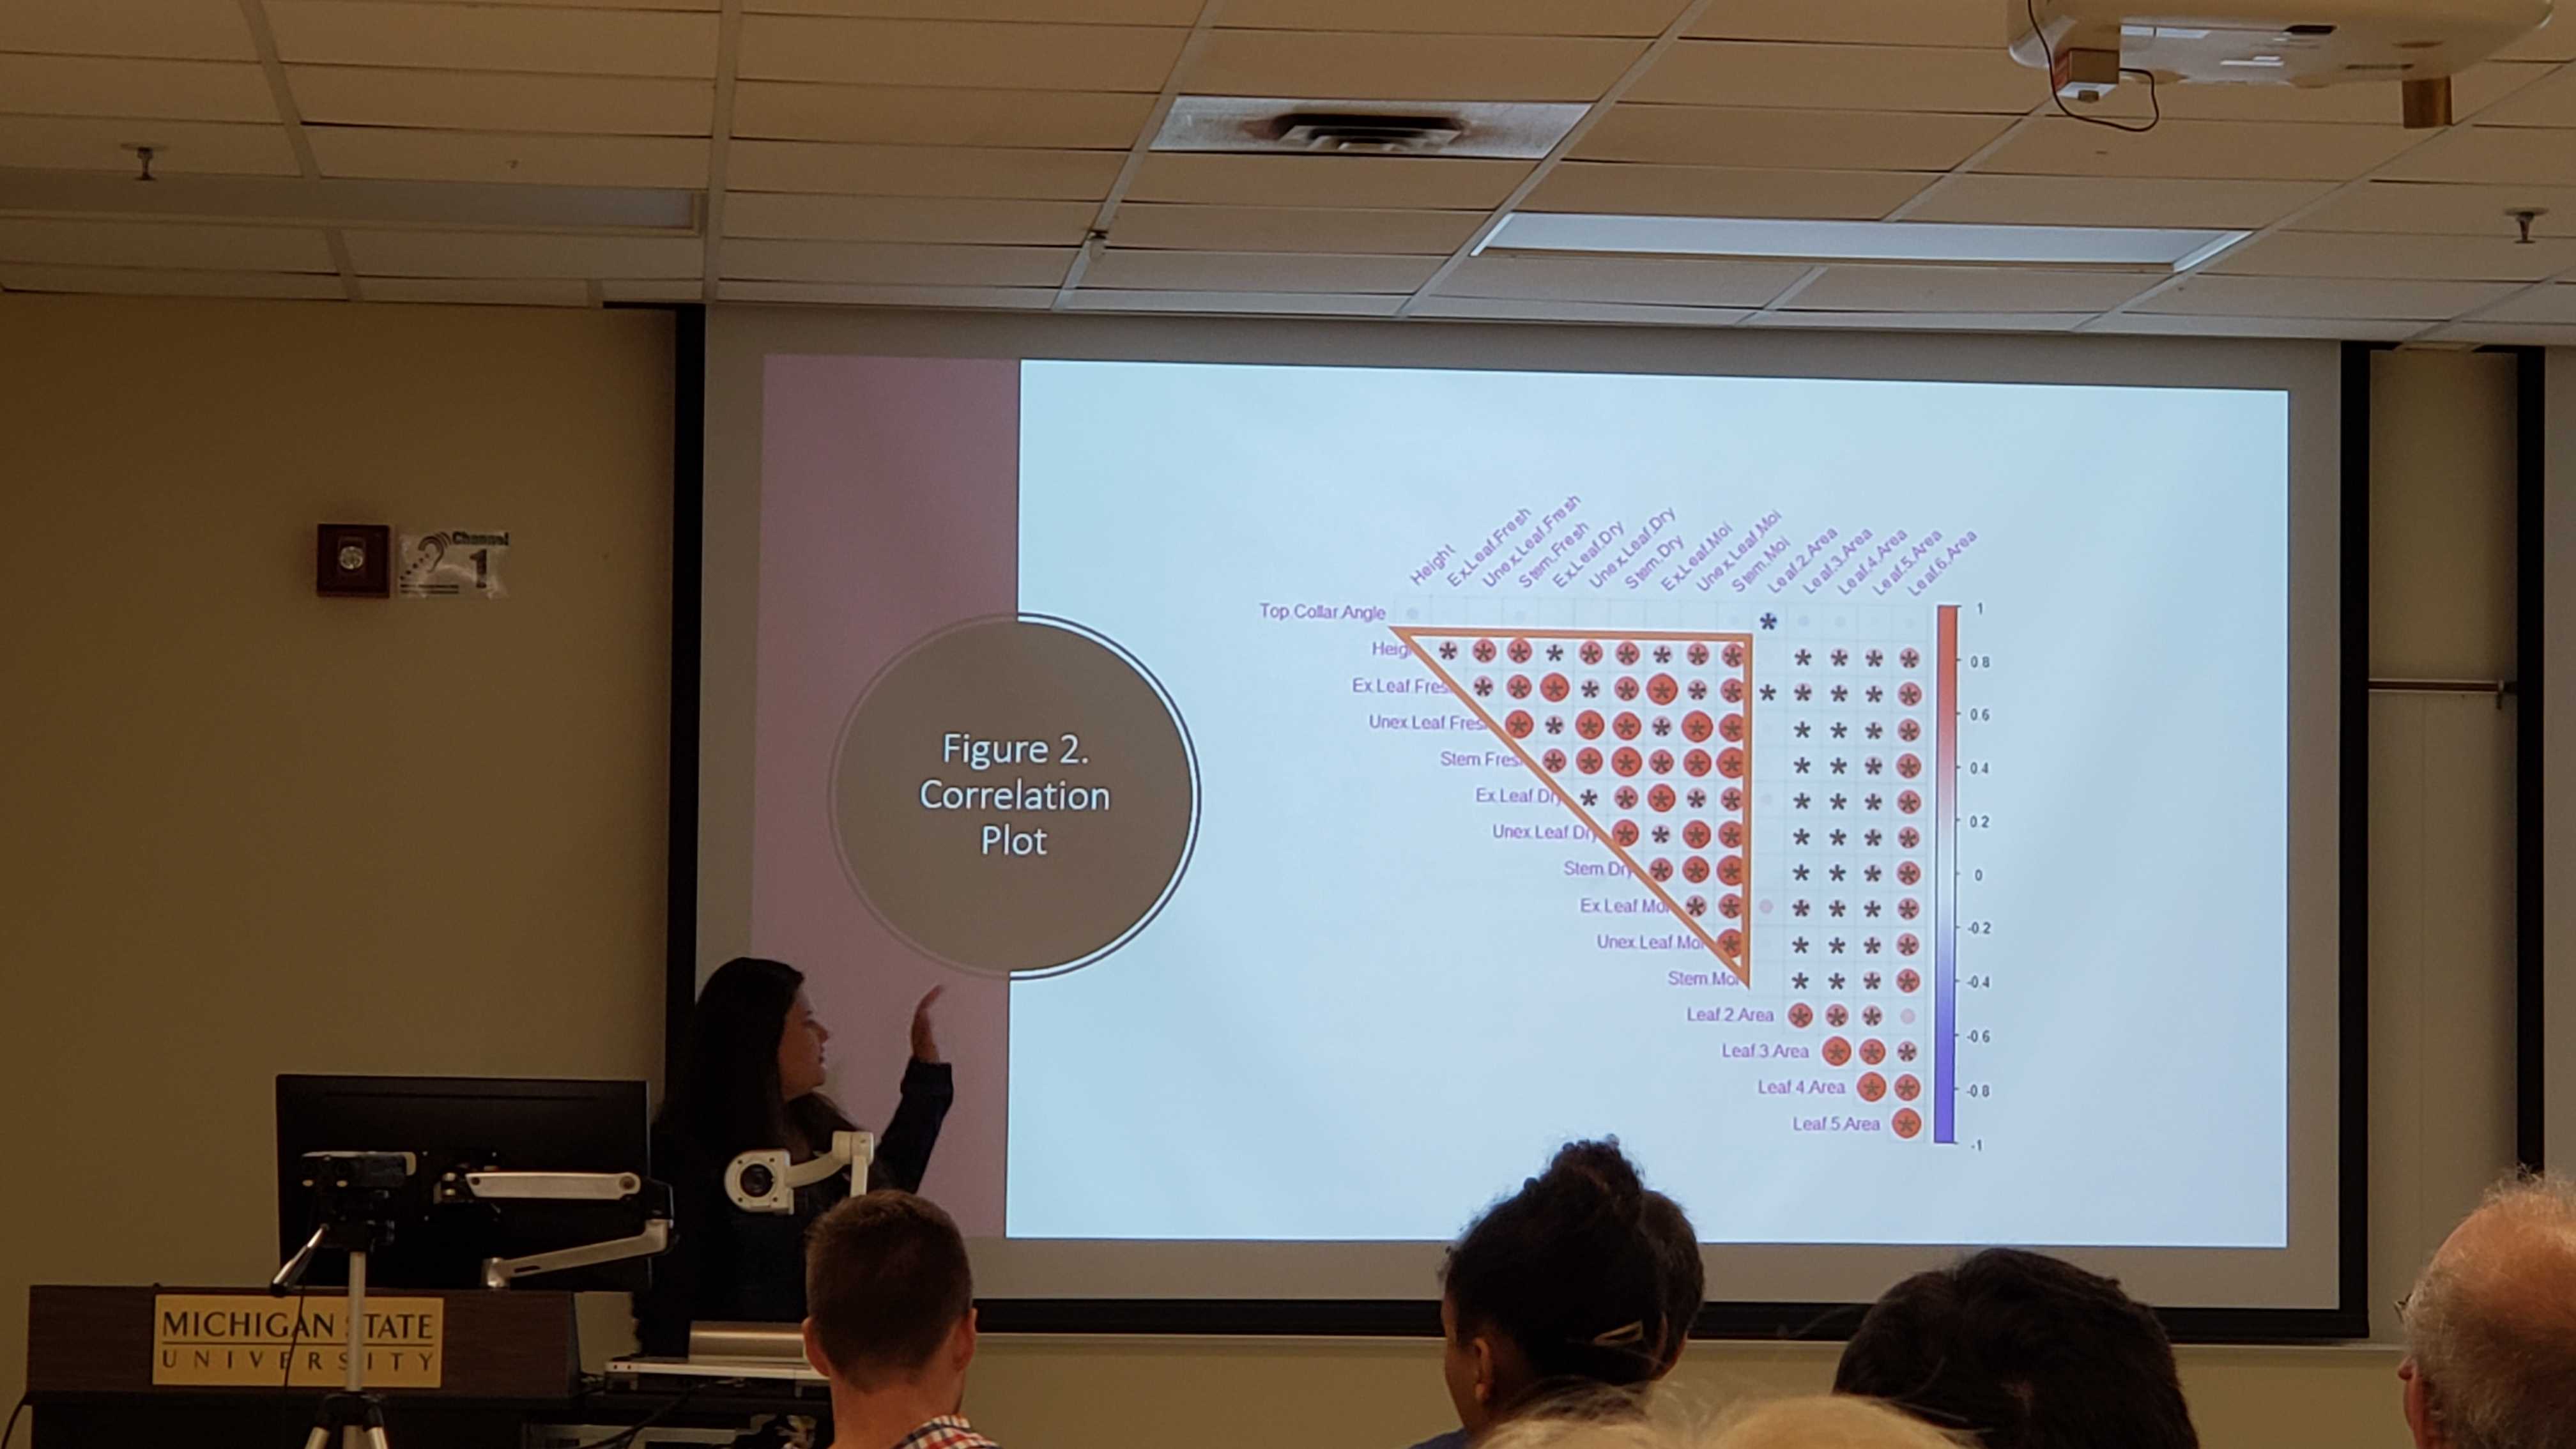 Channel
1
Figure 2.
Correlation
Plot
Height
Ex.Leaf.Fresh
Unex.Leaf.Fresh
Stem.Fresh
Ex.Leaf.Dry
Unex.Leaf.Dry
Stem.Dry
Ex.Leaf.Moi
Unex.Leaf.Moi
Stem.Moi
Leaf.2.Area
Leaf.3.Area
Leaf.4.Area
Leaf.5.Area
Leaf.6.Area
Top.Collar.Angle
Heig
Ex.Leaf.Fres
Unex.Leaf.Fres
Stem.Fres
Ex.Leaf.Dry
Unex.Leaf.Dry
Stem.Dry
Ex.Leaf.Moi
Unex.Leaf.Moi
Stem.Moi
Leaf.2.Area
Leaf.3.Area
Leaf.4.Area
Leaf.5.Area
1
0.8
0.6
0.4
0.2
0
-0.2
-0.4
-0.6
-0.8
-1
MICHIGAN STATE
UNIVERSITY